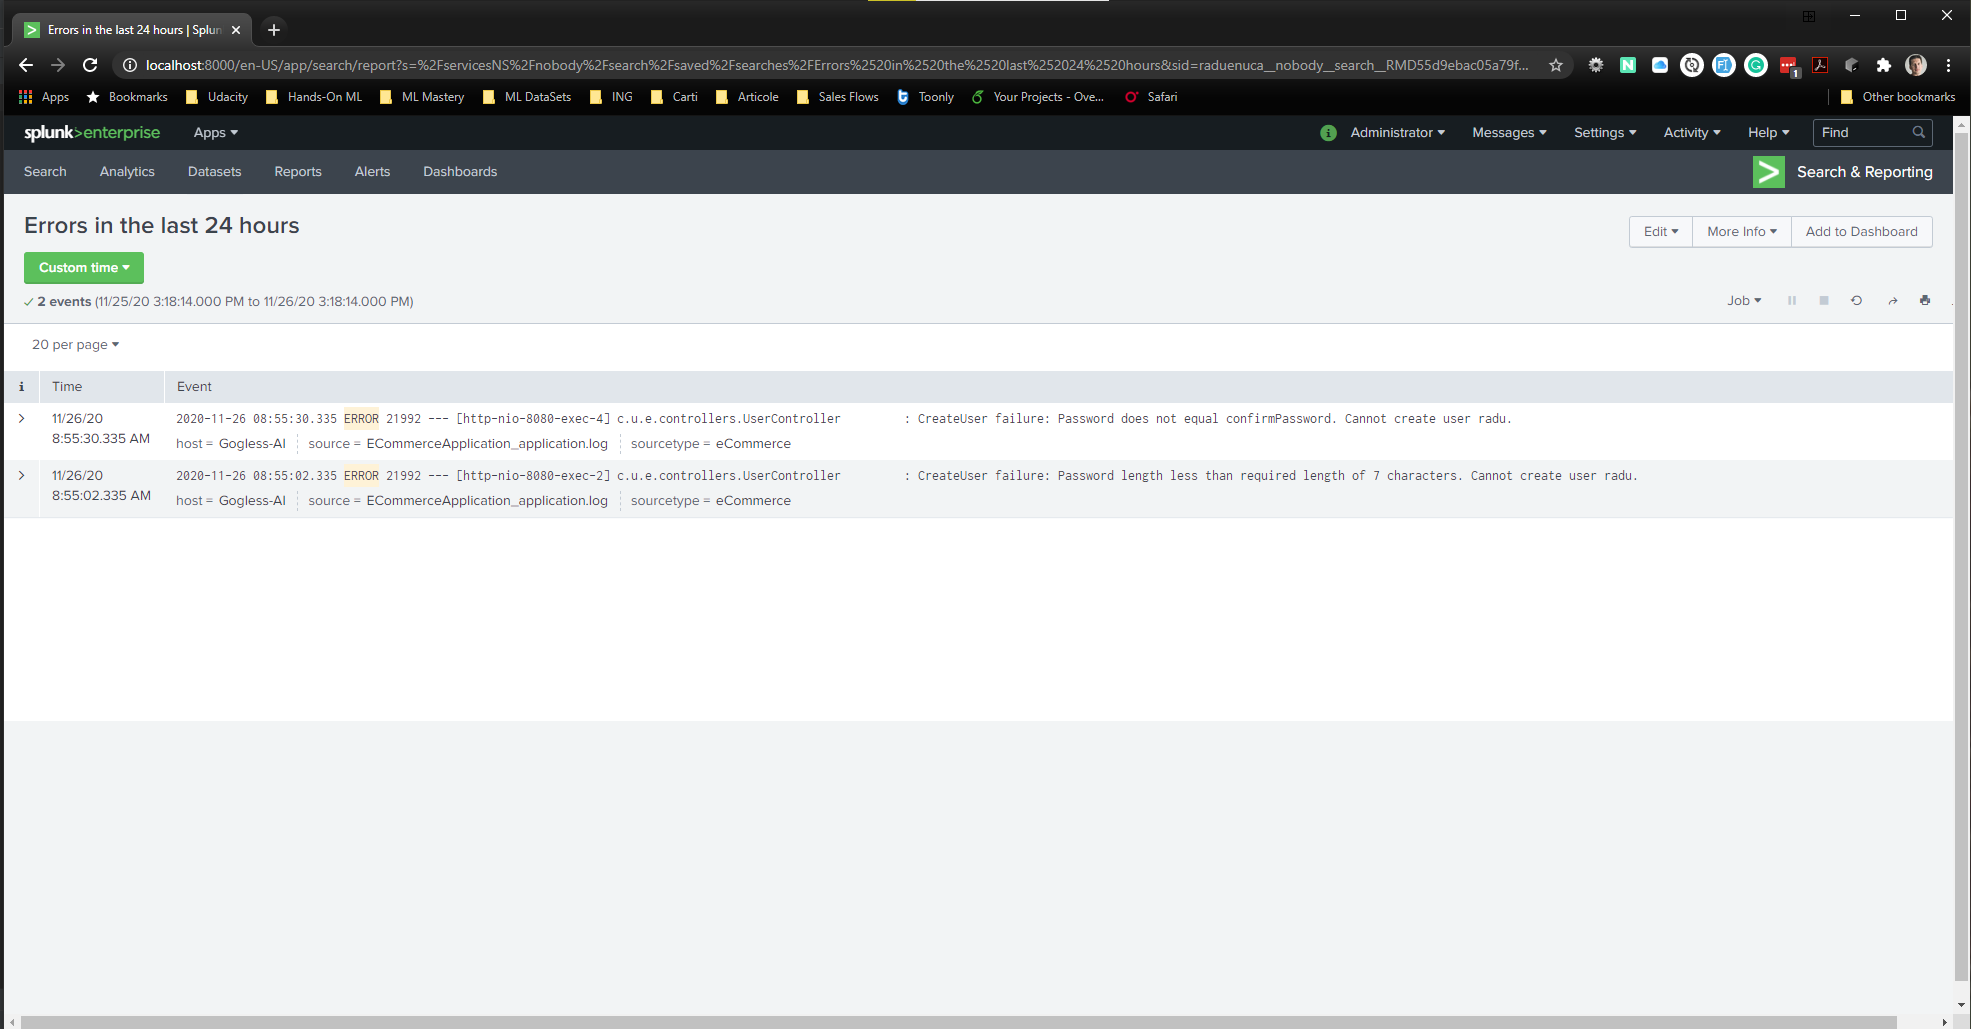 Errors in the last 24 hours | Splun
localhost:8000/en-US/app/search/report?s=%2FservicesNS%2Fnobody%2Fsearch%2Fsaved%2Fsearches%2FErrors%2520in%2520the%2520last%252024%2520hours&sid=raduenuca__nobody__search__RMD55d9ebac05a79f...
1
Apps Bookmarks Udacity Hands-On ML ML Mastery ML DataSets ING Carti Articole Sales Flows Toonly Your Projects - Ove... Safari Other bookmarks
splunk>enterprise Apps Administrator Messages Settings Activity Help Find
Search Analytics Datasets Reports Alerts Dashboards Search & Reporting
Errors in the last 24 hours
Edit More Info Add to Dashboard
Custom time
✓ 2 events (11/25/20 3:18:14.000 PM to 11/26/20 3:18:14.000 PM)
Job
20 per page
i Time Event
11/26/20 2020-11-26 08:55:30.335 ERROR 21992 --- [http-nio-8080-exec-4] c.u.e.controllers.UserController : CreateUser failure: Password does not equal confirmPassword. Cannot create user radu.
8:55:30.335 AM host = Gogless-AI source = ECommerceApplication_application.log sourcetype = eCommerce
11/26/20 2020-11-26 08:55:02.335 ERROR 21992 --- [http-nio-8080-exec-2] c.u.e.controllers.UserController : CreateUser failure: Password length less than required length of 7 characters. Cannot create user radu.
8:55:02.335 AM host = Gogless-AI source = ECommerceApplication_application.log sourcetype = eCommerce